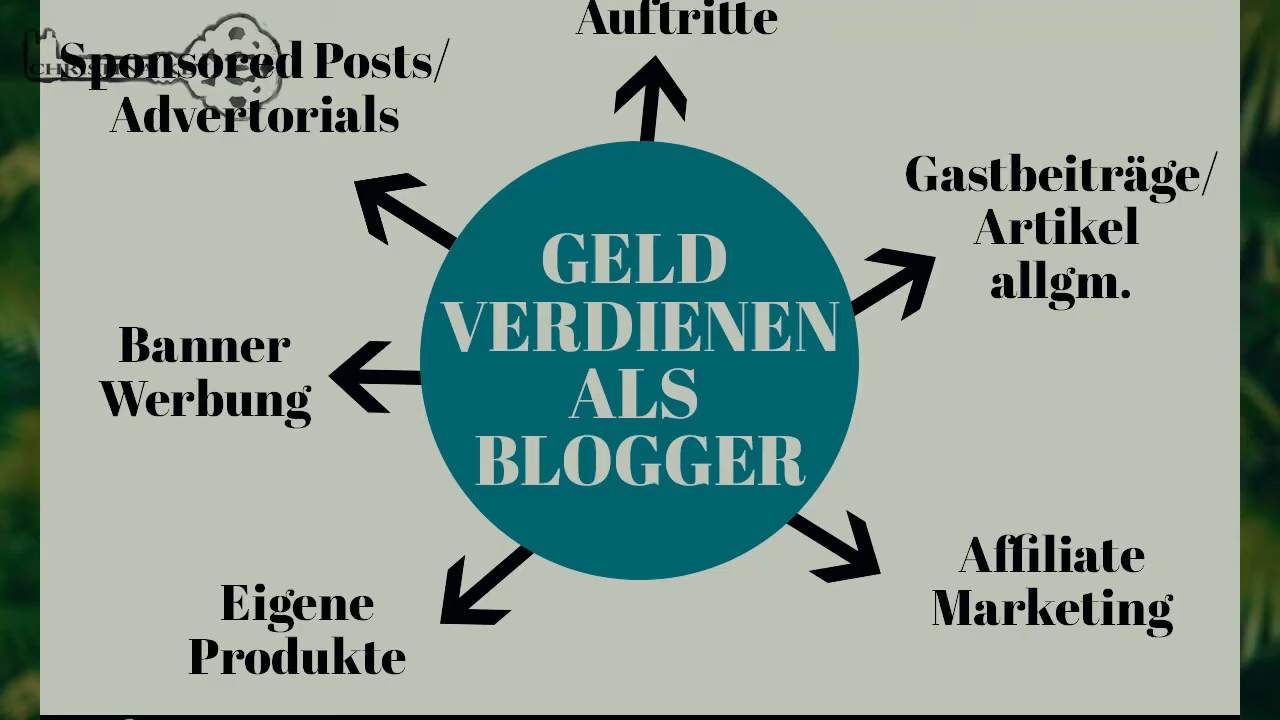 Auftritte
Sponsored Posts/
Advertorials
Gastbeiträge/
Artikel
allgm.
GELD
VERDIENEN
ALS
BLOGGER
Banner
Werbung
Affiliate
Marketing
Eigene
Produkte